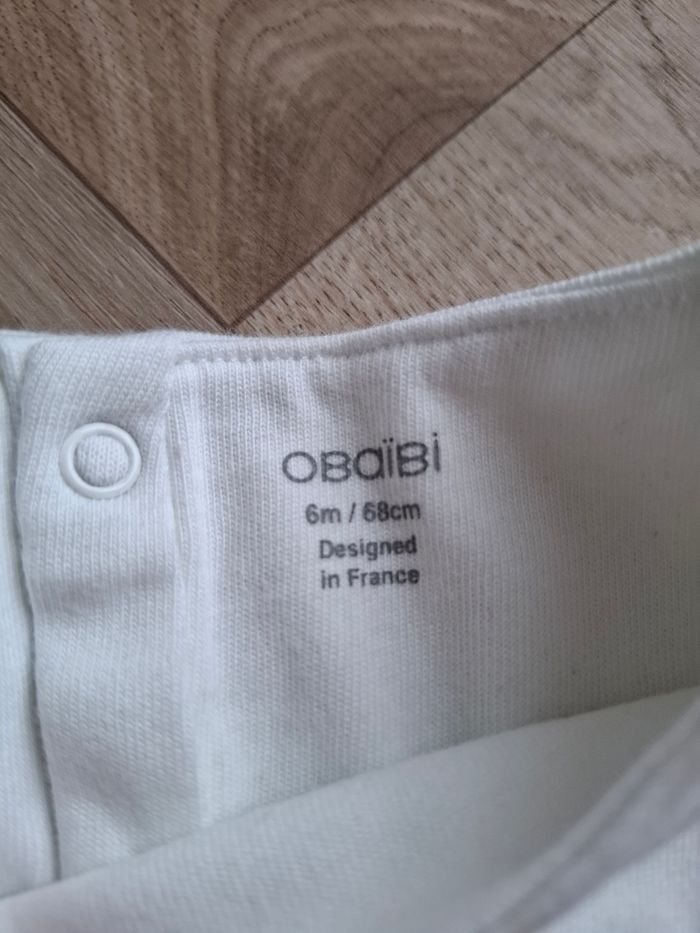 OBaïBi
6m / 68cm
Designed
in France